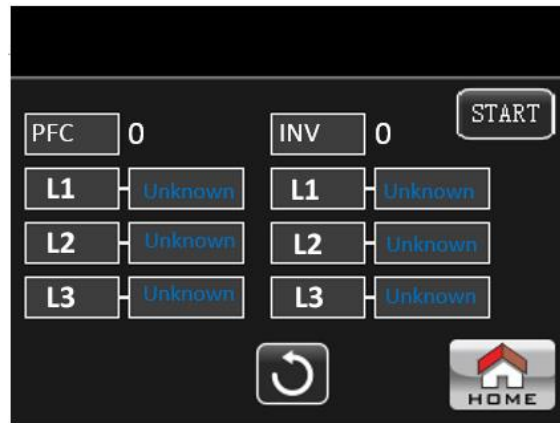 START
PFC 0 INV 0
L1 Unknown L1 Unknown
L2 Unknown L2 Unknown
L3 Unknown L3 Unknown
HOME